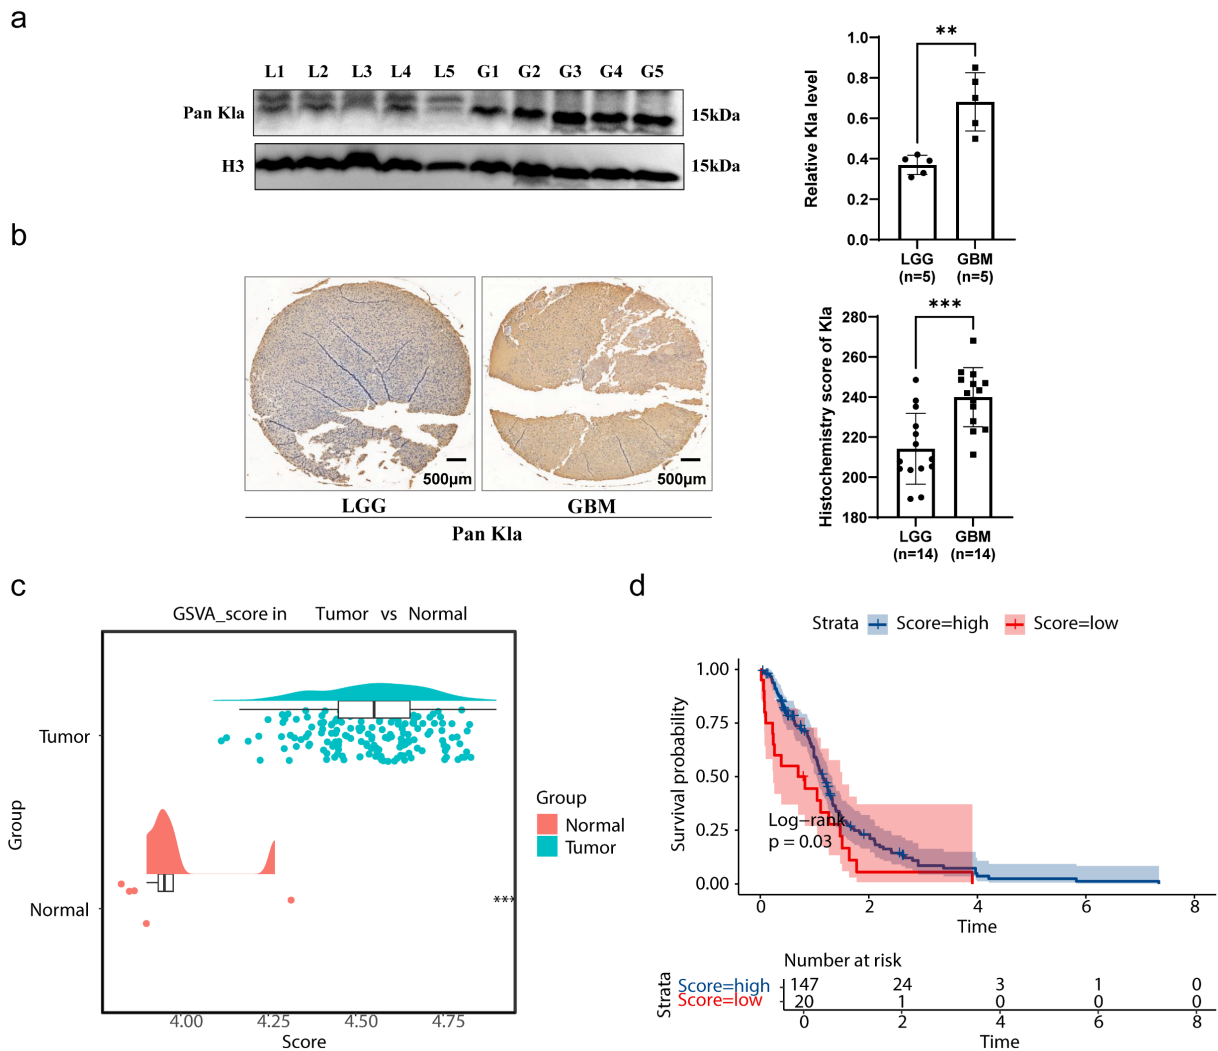 a
L1 L2 L3 L4 L5 G1 G2 G3 G4 G5
Pan Kla
15kDa
H3
15kDa
Relative Kla level
1.0
0.8
0.6
0.4
0.2
0.0
**
LGG
(n=5)
GBM
(n=5)
b
500μm
500μm
LGG
GBM
Pan Kla
Histochemistry score of Kla
280
260
240
220
200
180
***
LGG
(n=14)
GBM
(n=14)
c
GSVA_score in Tumor vs Normal
Group
Tumor
Normal
***
4.00 4.25 4.50 4.75
Score
Group
Normal
Tumor
d
Strata Score=high Score=low
Survival probability
1.00
0.75
0.50
0.25
0.00
Log−rank
p = 0.03
0 2 4 6 8
Time
Number at risk
Strata
Score=high 147 24 3 1 0
Score=low 20 1 0 0 0
0 2 4 6 8
Time